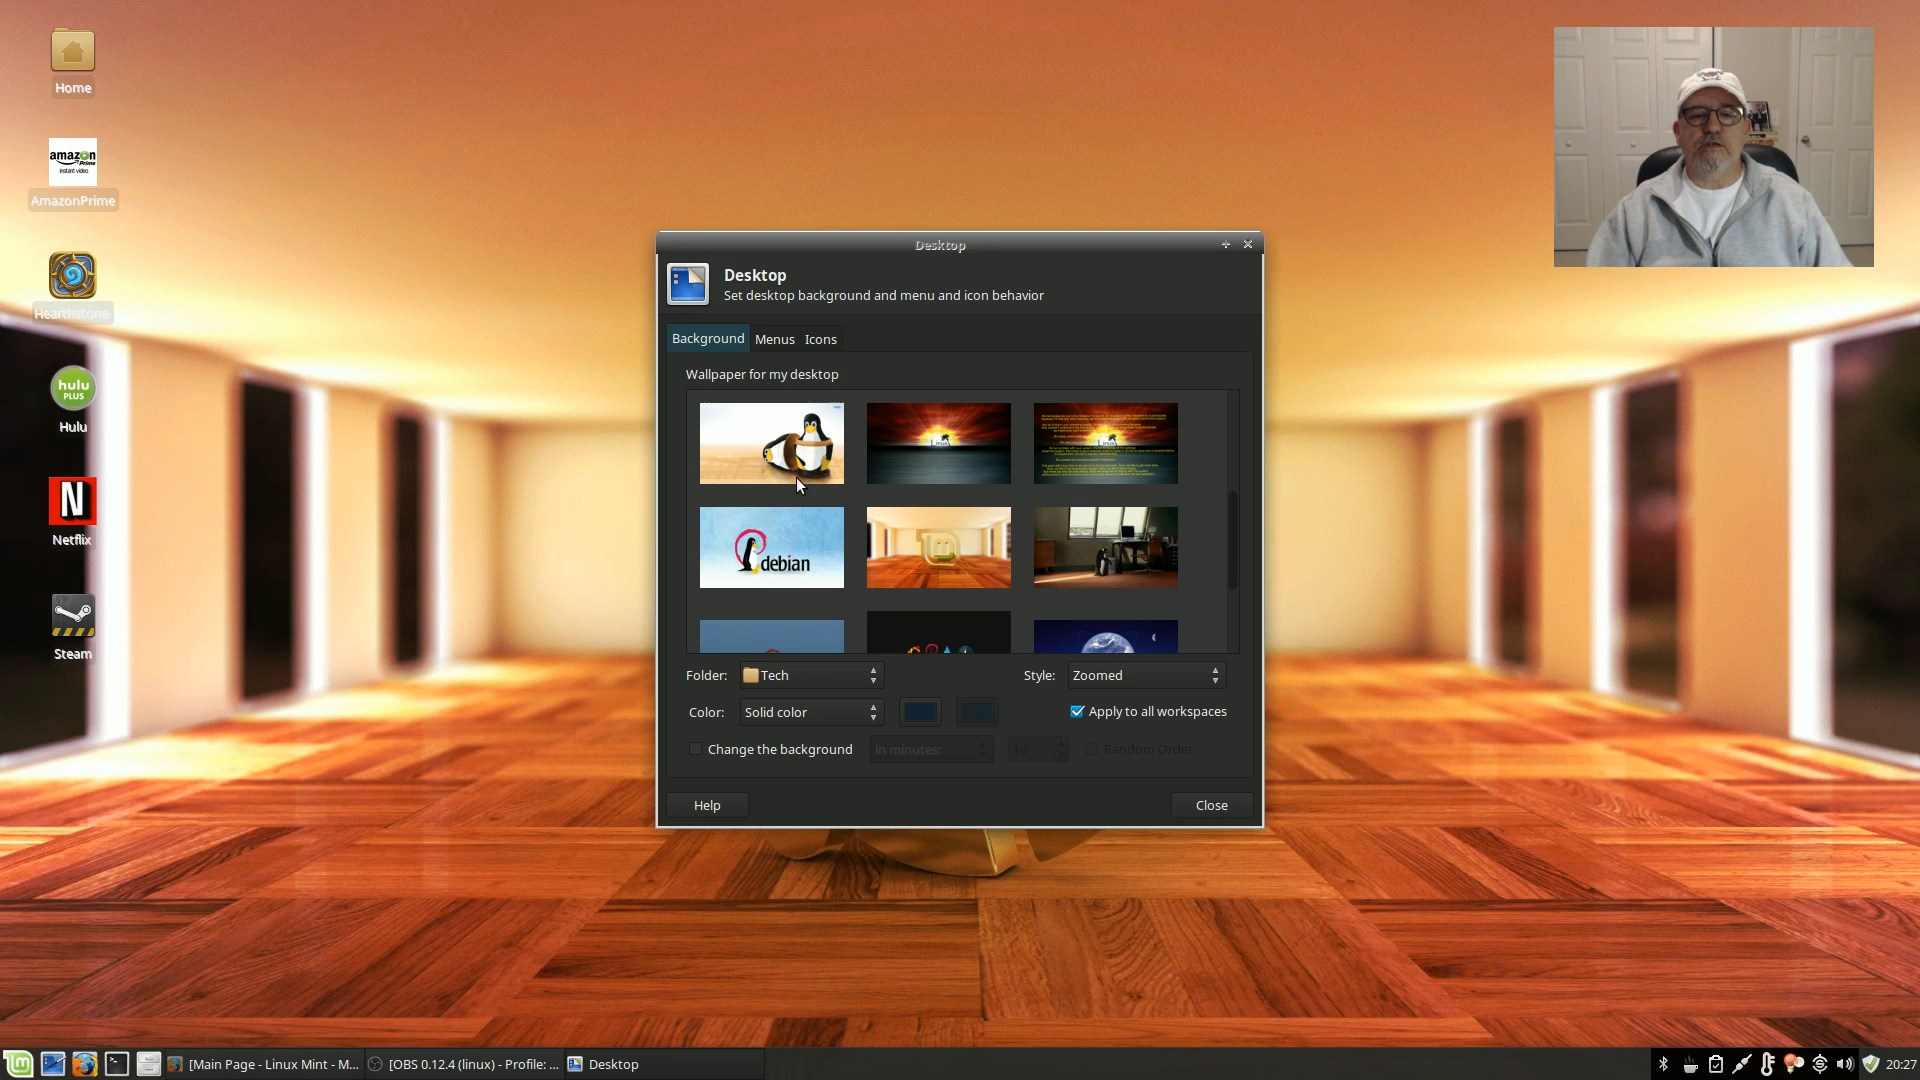 Home
amazon
Prime
instant video
AmazonPrime
Hearthstone
hulu
PLUS
Hulu
N
Netflix
Steam
Desktop
Desktop
Set desktop background and menu and icon behavior
Background Menus Icons
Wallpaper for my desktop
debian
Folder: Tech Style: Zoomed
Color: Solid color Apply to all workspaces
Change the background in minutes: 10 Random Order
Help Close
[Main Page - Linux Mint - M... [OBS 0.12.4 (linux) - Profile: ... Desktop 20:27